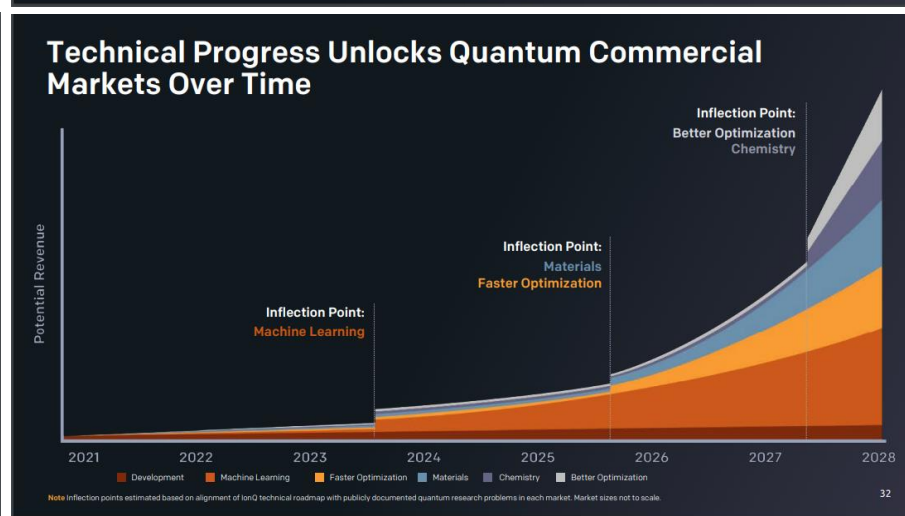 Technical Progress Unlocks Quantum Commercial
Markets Over Time
Inflection Point:
Better Optimization
Chemistry
Inflection Point:
Materials
Faster Optimization
Inflection Point:
Machine Learning
Potential Revenue
2021 2022 2023 2024 2025 2026 2027 2028
Development Machine Learning Faster Optimization Materials Chemistry Better Optimization
Note Inflection points estimated based on alignment of IonQ technical roadmap with publicly documented quantum research problems in each market. Market sizes not to scale.
32